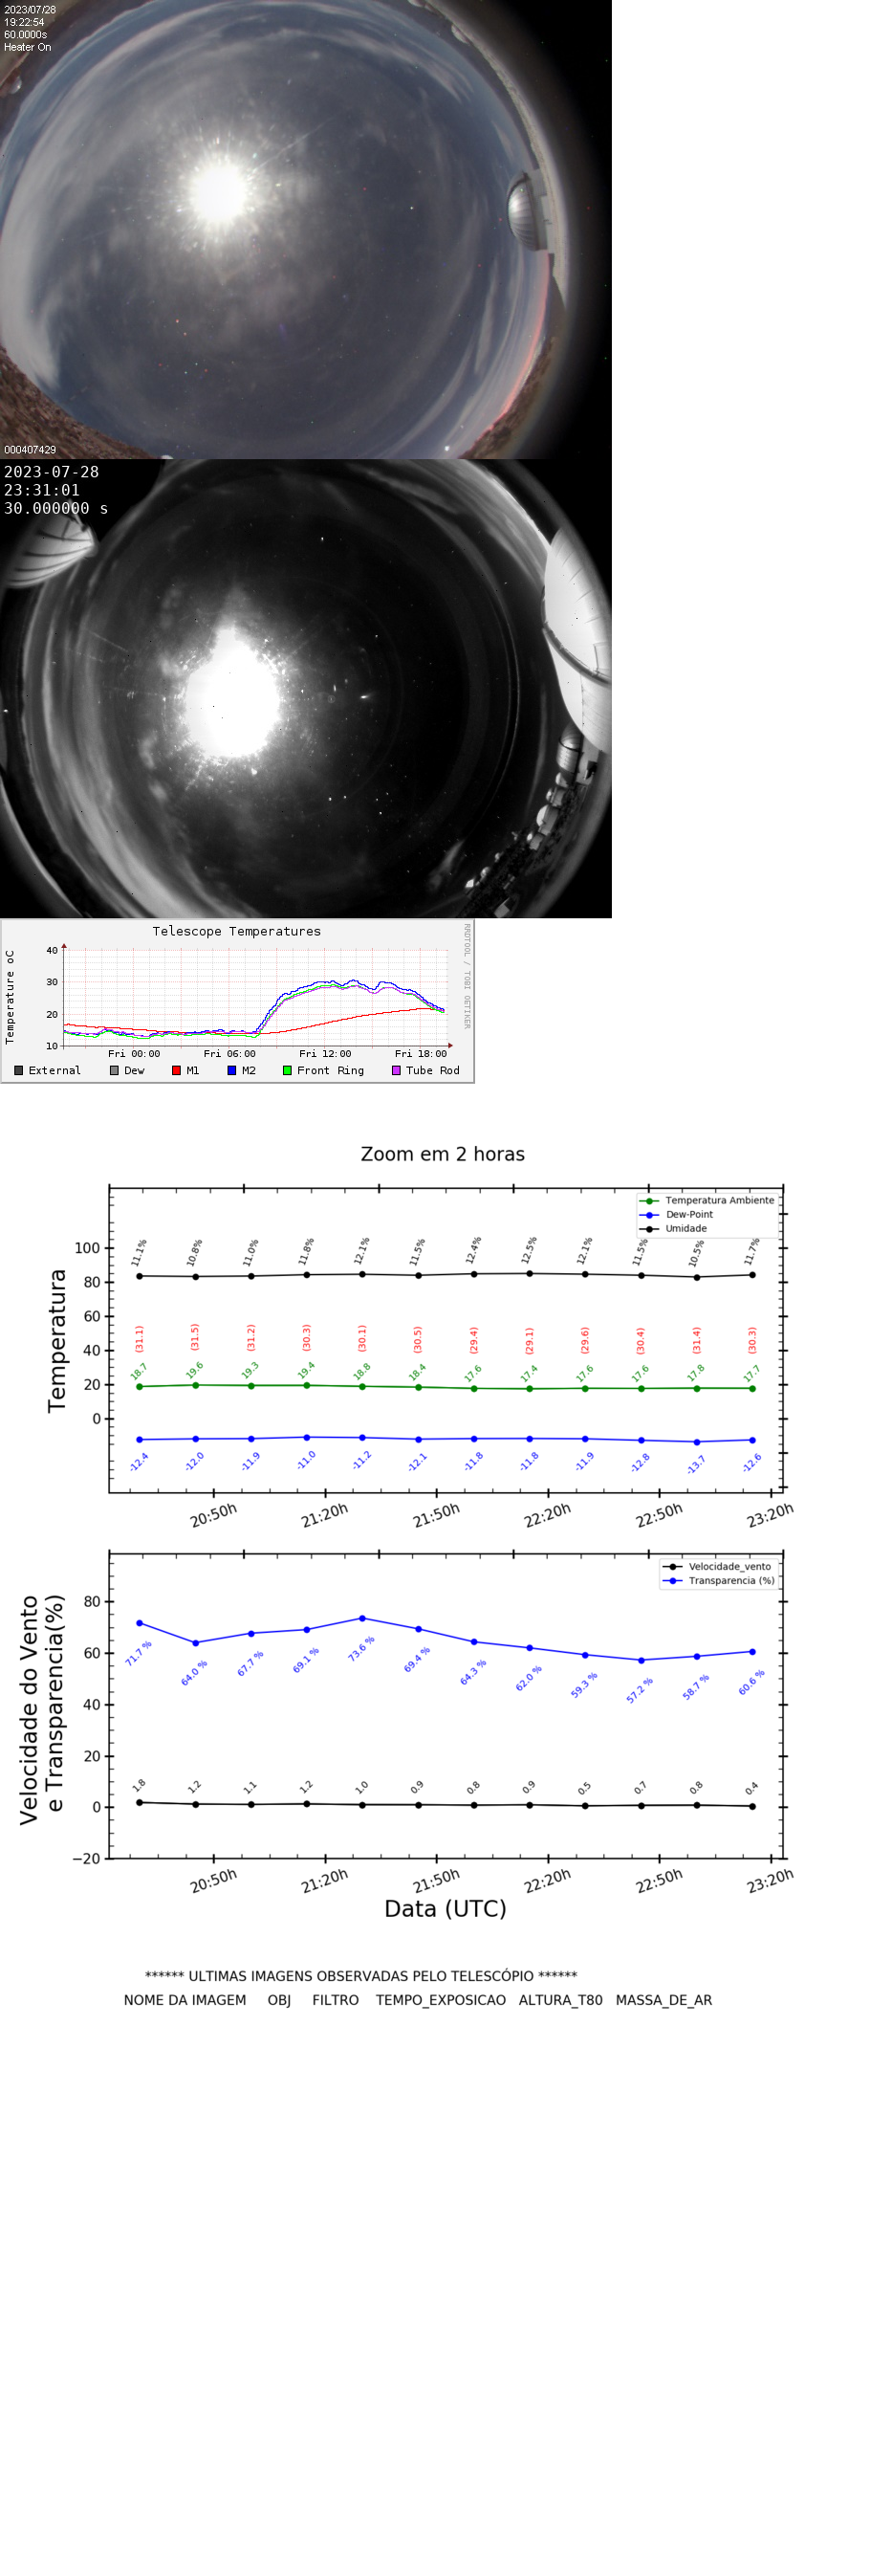 2023/07/28
19:22:54
60.0000s
Heater On
000407429
2023-07-28
23:31:01
30.000000 s
Telescope Temperatures
RRDTOOL / TOBI OETIKER
Temperature oC
40
30
20
10
Fri 00:00 Fri 06:00 Fri 12:00 Fri 18:00
External Dew M1 M2 Front Ring Tube Rod
Zoom em 2 horas
Temperatura Ambiente
Dew-Point
Umidade
Temperatura
100
80
60
40
20
0
11.1% 10.8% 11.0% 11.8% 12.1% 11.5% 12.4% 12.5% 12.1% 11.5% 10.5% 11.7%
(31.1) (31.5) (31.2) (30.3) (30.1) (30.5) (29.4) (29.1) (29.6) (30.4) (31.4) (30.3)
18.7 19.6 19.3 19.4 18.8 18.4 17.6 17.4 17.6 17.6 17.8 17.7
-12.4 -12.0 -11.9 -11.0 -11.2 -12.1 -11.8 -11.8 -11.9 -12.8 -13.7 -12.6
20:50h 21:20h 21:50h 22:20h 22:50h 23:20h
Velocidade_vento
Transparencia (%)
Velocidade do Vento
e Transparencia(%)
80
60
40
20
0
−20
71.7 % 64.0 % 67.7 % 69.1 % 73.6 % 69.4 % 64.3 % 62.0 % 59.3 % 57.2 % 58.7 % 60.6 %
1.8 1.2 1.1 1.2 1.0 0.9 0.8 0.9 0.5 0.7 0.8 0.4
20:50h 21:20h 21:50h 22:20h 22:50h 23:20h
Data (UTC)
****** ULTIMAS IMAGENS OBSERVADAS PELO TELESCÓPIO ******
NOME DA IMAGEM OBJ FILTRO TEMPO_EXPOSICAO ALTURA_T80 MASSA_DE_AR